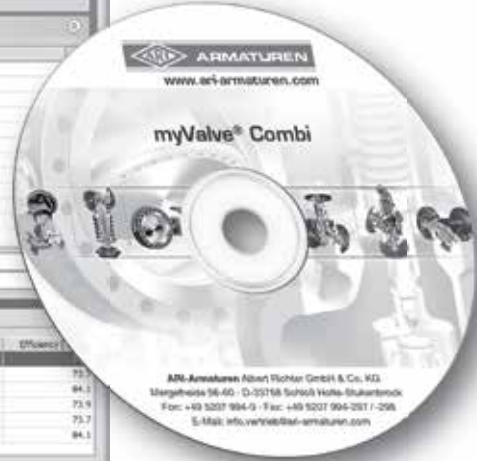 ARI ARMATUREN
www.ari-armaturen.com
myValve® Combi
Efficiency
73.
84.1
73.9
73.7
84.1
ARI-Armaturen Albert Richter GmbH & Co. KG
Mergelheide 56-60 · D-33758 Schloß Holte-Stukenbrock
Fon: +49 5207 994-0 · Fax: +49 5207 994-297 / -298
E-Mail: info.vertrieb@ari-armaturen.com